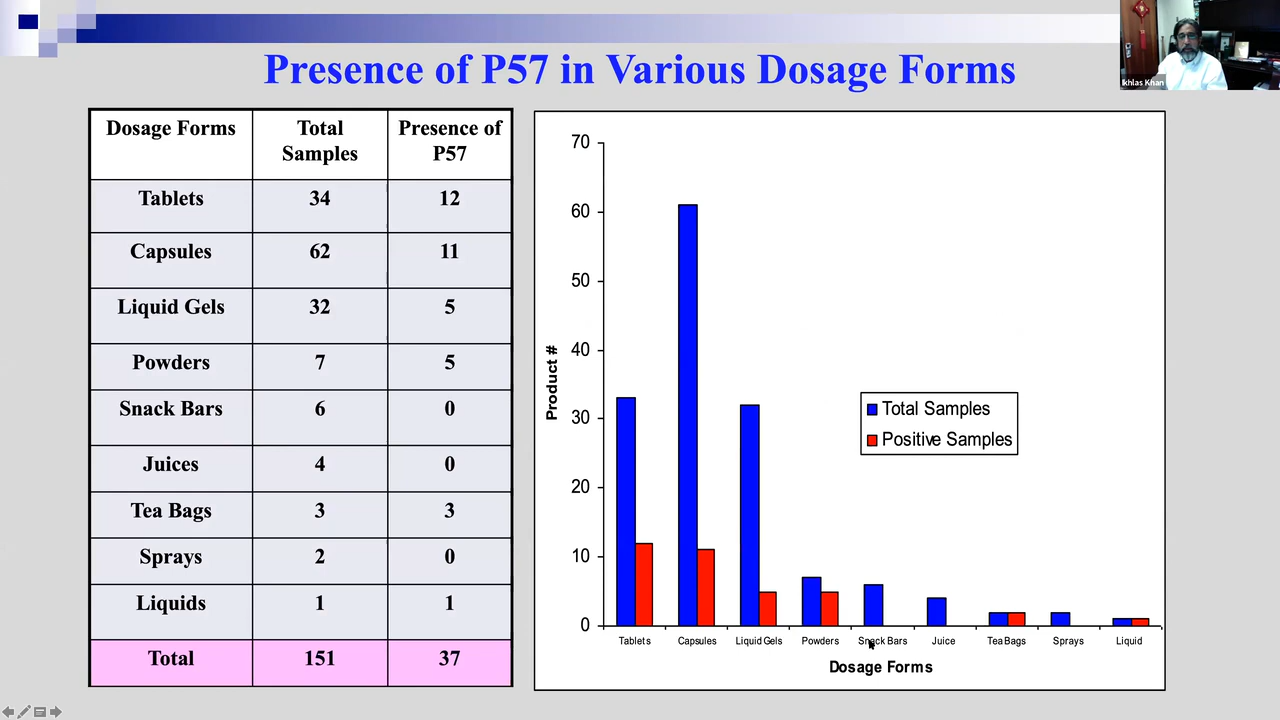 Presence of P57 in Various Dosage Forms
Ikhlas Khan
Dosage Forms Total Samples Presence of P57
Tablets 34 12
Capsules 62 11
Liquid Gels 32 5
Powders 7 5
Snack Bars 6 0
Juices 4 0
Tea Bags 3 3
Sprays 2 0
Liquids 1 1
Total 151 37
70
60
50
40
30
20
10
0
Product #
Total Samples
Positive Samples
Tablets Capsules Liquid Gels Powders Snack Bars Juice Tea Bags Sprays Liquid
Dosage Forms